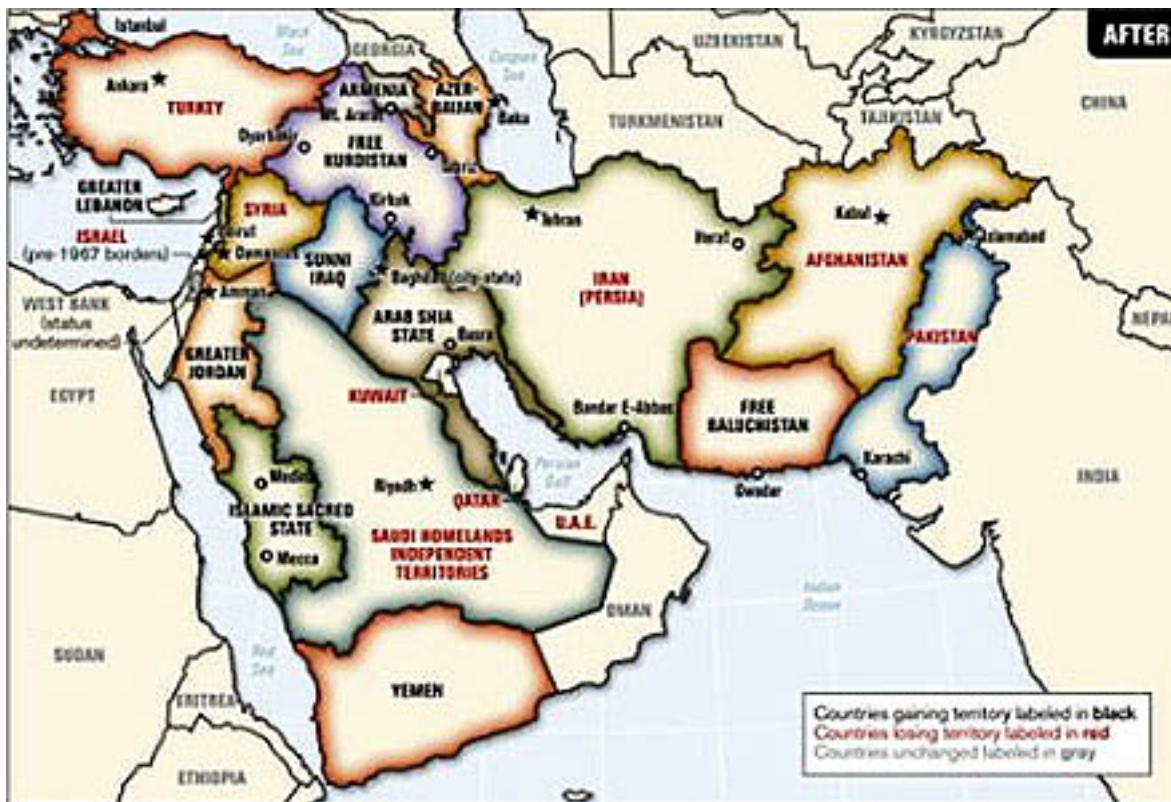 AFTER
Istanbul
Black
Sea
GEORGIA
Caspian
Sea
UZBEKISTAN
KYRGYZSTAN
Ankara
TURKEY
ARMENIA
AZER-
BAIJAN
Mt. Ararat
Baku
TURKMENISTAN
TAJIKISTAN
CHINA
Diyarbakir
FREE
KURDISTAN
Tabriz
GREATER
LEBANON
SYRIA
Kirkuk
Tehran
Herat
Kabul
Islamabad
ISRAEL
(pre-1967 borders)
Beirut
Damascus
SUNNI
IRAQ
Baghdad (city-state)
IRAN
(PERSIA)
AFGHANISTAN
WEST BANK
(status
undetermined)
Amman
ARAB SHIA
STATE
Basra
PAKISTAN
NEPAL
GREATER
JORDAN
EGYPT
KUWAIT
Bandar E-Abbas
FREE
BALUCHISTAN
Persian
Gulf
Karachi
Gwadar
INDIA
Medina
Riyadh
QATAR
U.A.E.
ISLAMIC SACRED
STATE
Mecca
SAUDI HOMELANDS
INDEPENDENT
TERRITORIES
OMAN
Indian
Ocean
SUDAN
Red
Sea
YEMEN
ERITREA
ETHIOPIA
Countries gaining territory labeled in black
Countries losing territory labeled in red
Countries unchanged labeled in gray